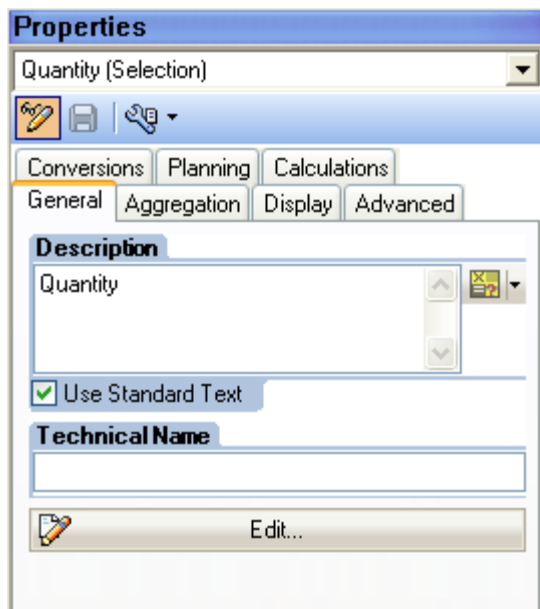 Properties
Quantity (Selection)
Conversions Planning Calculations
General Aggregation Display Advanced
Description
Quantity
Use Standard Text
Technical Name
Edit...